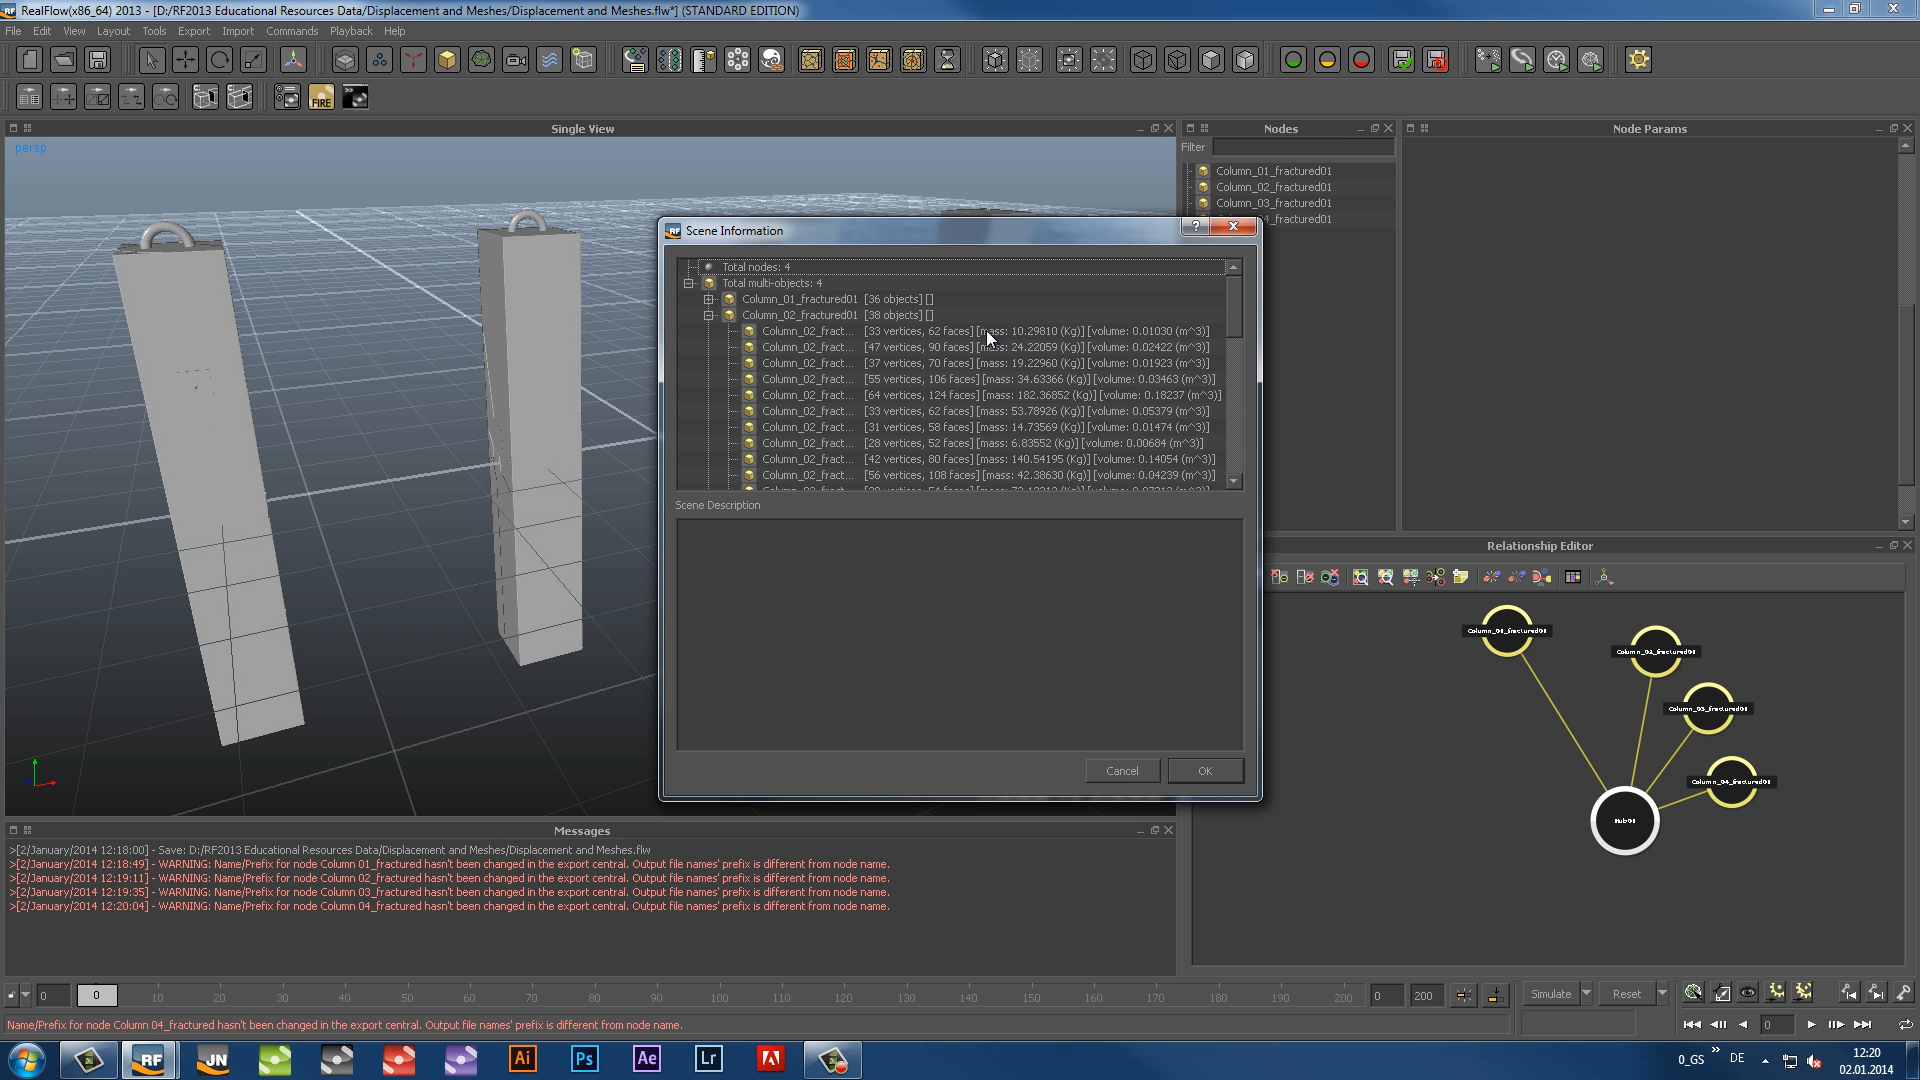 RealFlow(x86_64) 2013 - [D:/RF2013 Educational Resources Data/Displacement and Meshes/Displacement and Meshes.flw*] (STANDARD EDITION)
File Edit View Layout Tools Export Import Commands Playback Help
FIRE
Single View
Nodes
Node Params
persp
Filter
Column_01_fractured01
Column_02_fractured01
Column_03_fractured01
_fractured01
Scene Information
Total nodes: 4
Total multi-objects: 4
Column_01_fractured01 [36 objects] []
Column_02_fractured01 [38 objects] []
Column_02_fract... [33 vertices, 62 faces] [mass: 10.29810 (Kg)] [volume: 0.01030 (m^3)]
Column_02_fract... [47 vertices, 90 faces] [mass: 24.22059 (Kg)] [volume: 0.02422 (m^3)]
Column_02_fract... [37 vertices, 70 faces] [mass: 19.22960 (Kg)] [volume: 0.01923 (m^3)]
Column_02_fract... [55 vertices, 106 faces] [mass: 34.63366 (Kg)] [volume: 0.03463 (m^3)]
Column_02_fract... [64 vertices, 124 faces] [mass: 182.36852 (Kg)] [volume: 0.18237 (m^3)]
Column_02_fract... [33 vertices, 62 faces] [mass: 53.78926 (Kg)] [volume: 0.05379 (m^3)]
Column_02_fract... [31 vertices, 58 faces] [mass: 14.73569 (Kg)] [volume: 0.01474 (m^3)]
Column_02_fract... [28 vertices, 52 faces] [mass: 6.83552 (Kg)] [volume: 0.00684 (m^3)]
Column_02_fract... [42 vertices, 80 faces] [mass: 140.54195 (Kg)] [volume: 0.14054 (m^3)]
Column_02_fract... [56 vertices, 108 faces] [mass: 42.38630 (Kg)] [volume: 0.04239 (m^3)]
Scene Description
Cancel OK
Relationship Editor
Column_02_fractured01
Column_03_fractured01
Column_04_fractured01
Hub01
Messages
>[2/January/2014 12:18:00] - Save: D:/RF2013 Educational Resources Data/Displacement and Meshes/Displacement and Meshes.flw
>[2/January/2014 12:18:49] - WARNING: Name/Prefix for node Column 01_fractured hasn't been changed in the export central. Output file names' prefix is different from node name.
>[2/January/2014 12:19:11] - WARNING: Name/Prefix for node Column 02_fractured hasn't been changed in the export central. Output file names' prefix is different from node name.
>[2/January/2014 12:19:35] - WARNING: Name/Prefix for node Column 03_fractured hasn't been changed in the export central. Output file names' prefix is different from node name.
>[2/January/2014 12:20:04] - WARNING: Name/Prefix for node Column 04_fractured hasn't been changed in the export central. Output file names' prefix is different from node name.
0 0 10 20 30 40 50 60 70 80 90 100 110 120 130 140 150 160 170 180 190 200 0 200 Simulate Reset
Name/Prefix for node Column 04_fractured hasn't been changed in the export central. Output file names' prefix is different from node name.
0
RF JN Ai Ps Ae Lr
0_GS » DE
12:20
02.01.2014